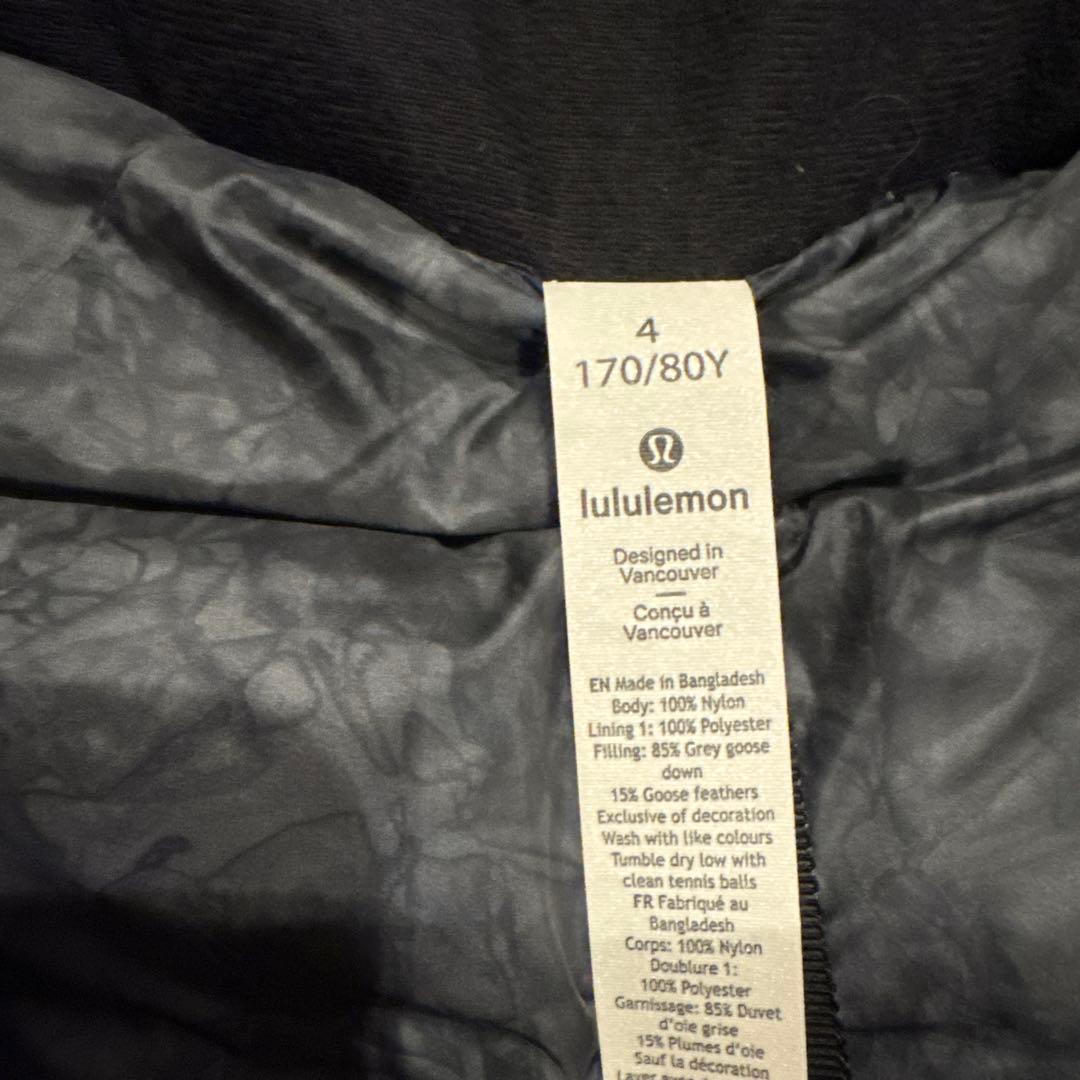 4
170/80Y
lululemon
Designed in
Vancouver
Conçu à
Vancouver
EN Made in Bangladesh
Body: 100% Nylon
Lining 1: 100% Polyester
Filling: 85% Grey goose
down
15% Goose feathers
Exclusive of decoration
Wash with like colours
Tumble dry low with
clean tennis balls
FR Fabriqué au
Bangladesh
Corps: 100% Nylon
Doublure 1:
100% Polyester
Garnissage: 85% Duvet
d'oie grise
15% Plumes d'oie
Sauf la décoration